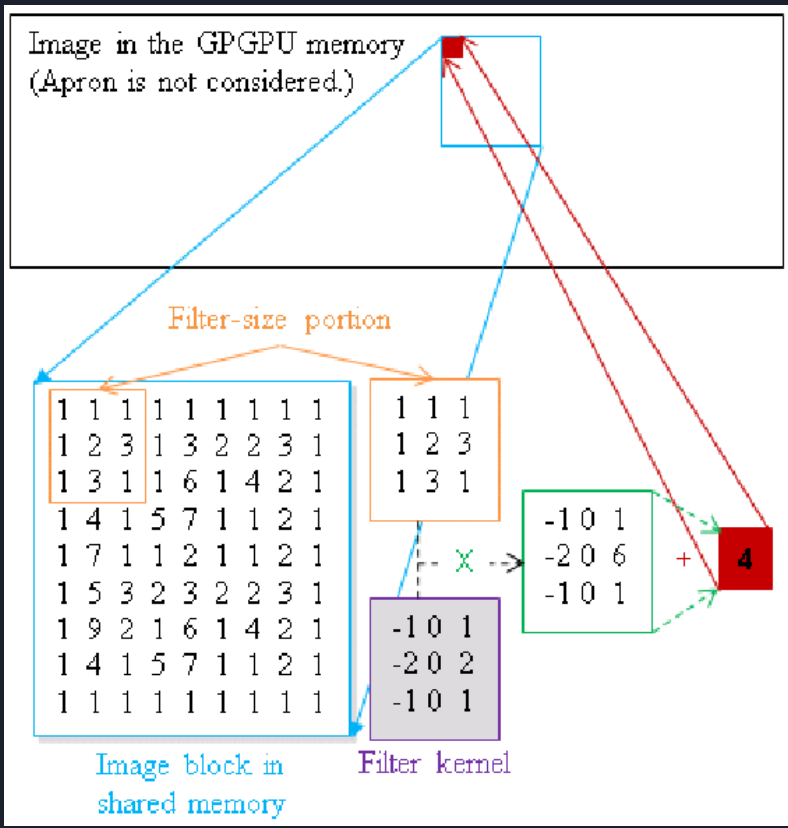 Image in the GPGPU memory
(Apron is not considered.)
Filter-size portion
1 1 1 1 1 1 1 1 1
1 2 3 1 3 2 2 3 1
1 3 1 1 6 1 4 2 1
1 4 1 5 7 1 1 2 1
1 7 1 1 2 1 1 2 1
1 5 3 2 3 2 2 3 1
1 9 2 1 6 1 4 2 1
1 4 1 5 7 1 1 2 1
1 1 1 1 1 1 1 1 1
1 1 1
1 2 3
1 3 1
X
-1 0 1
-2 0 6
-1 0 1
+
4
-1 0 1
-2 0 2
-1 0 1
Image block in
shared memory
Filter kernel